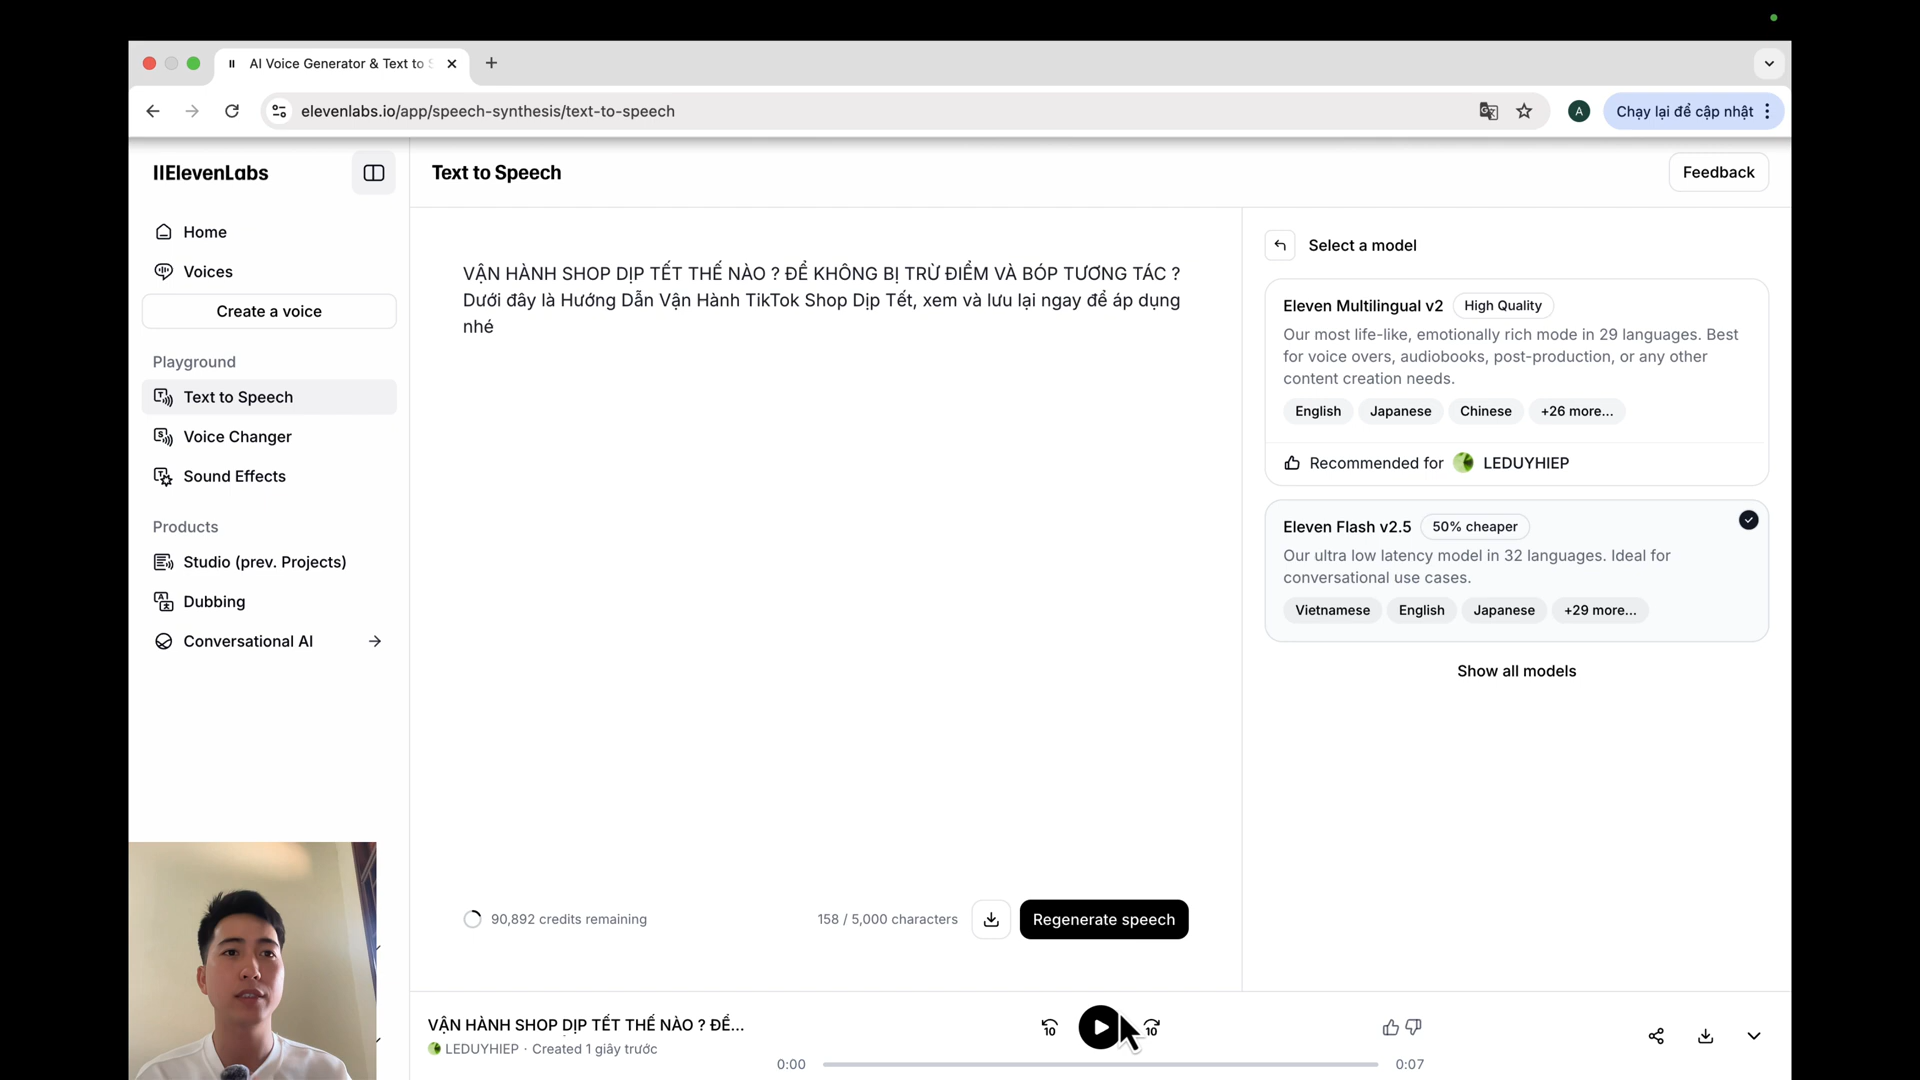 AI Voice Generator & Text to S
elevenlabs.io/app/speech-synthesis/text-to-speech
A
Chạy lại để cập nhật
IIElevenLabs
Text to Speech
Feedback
Home
Voices
Create a voice
Playground
Text to Speech
Voice Changer
Sound Effects
Products
Studio (prev. Projects)
Dubbing
Conversational AI
VẬN HÀNH SHOP DỊP TẾT THẾ NÀO ? ĐỂ KHÔNG BỊ TRỪ ĐIỂM VÀ BÓP TƯƠNG TÁC ?
Dưới đây là Hướng Dẫn Vận Hành TikTok Shop Dịp Tết, xem và lưu lại ngay để áp dụng
nhé
Select a model
Eleven Multilingual v2 High Quality
Our most life-like, emotionally rich mode in 29 languages. Best
for voice overs, audiobooks, post-production, or any other
content creation needs.
English Japanese Chinese +26 more...
Recommended for LEDUYHIEP
Eleven Flash v2.5 50% cheaper
Our ultra low latency model in 32 languages. Ideal for
conversational use cases.
Vietnamese English Japanese +29 more...
Show all models
90,892 credits remaining
158 / 5,000 characters
Regenerate speech
VẬN HÀNH SHOP DỊP TẾT THẾ NÀO ? ĐỂ...
LEDUYHIEP · Created 1 giây trước
10
10
0:00
0:07